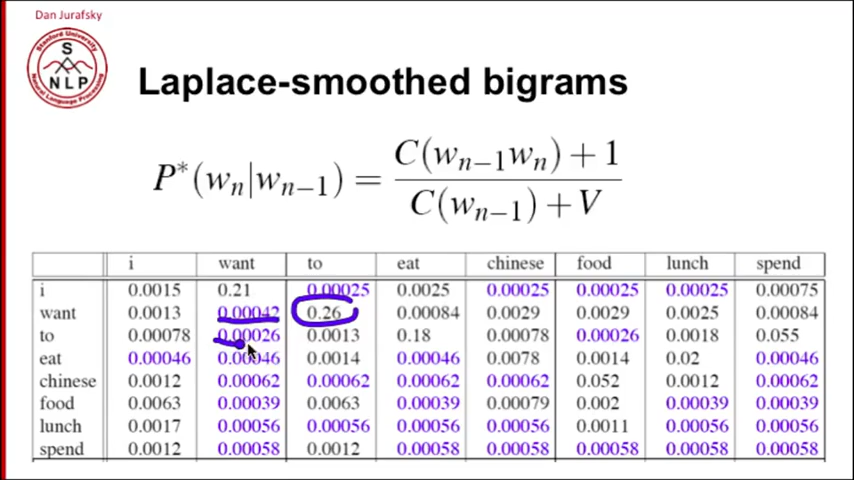 Dan Jurafsky
Stanford University
S
NLP
Natural Language Processing
Laplace-smoothed bigrams
P*(wn|wn−1) = C(wn−1wn) + 1 / C(wn−1) + V
i want to eat chinese food lunch spend
i 0.0015 0.21 0.00025 0.0025 0.00025 0.00025 0.00025 0.00075
want 0.0013 0.00042 0.26 0.00084 0.0029 0.0029 0.0025 0.00084
to 0.00078 0.00026 0.0013 0.18 0.00078 0.00026 0.0018 0.055
eat 0.00046 0.00046 0.0014 0.00046 0.0078 0.0014 0.02 0.00046
chinese 0.0012 0.00062 0.00062 0.00062 0.00062 0.052 0.0012 0.00062
food 0.0063 0.00039 0.0063 0.00039 0.00079 0.002 0.00039 0.00039
lunch 0.0017 0.00056 0.00056 0.00056 0.00056 0.0011 0.00056 0.00056
spend 0.0012 0.00058 0.0012 0.00058 0.00058 0.00058 0.00058 0.00058